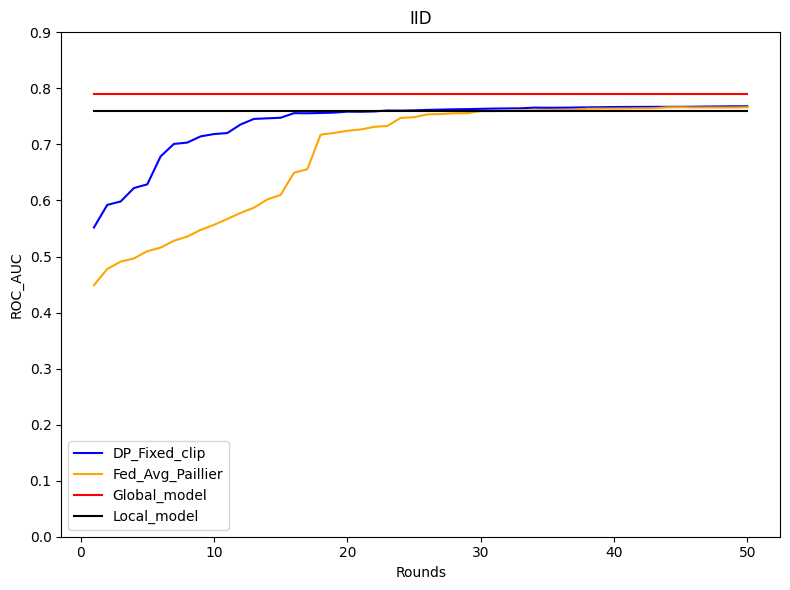 IID
ROC_AUC
0.9
0.8
0.7
0.6
0.5
0.4
0.3
0.2
0.1
0.0
DP_Fixed_clip
Fed_Avg_Paillier
Global_model
Local_model
0 10 20 30 40 50
Rounds